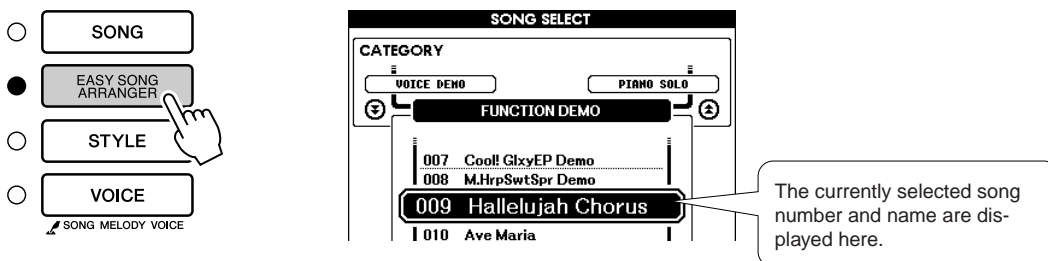 SONG
EASY SONG
ARRANGER
STYLE
VOICE
SONG MELODY VOICE
SONG SELECT
CATEGORY
VOICE DEMO
PIANO SOLO
FUNCTION DEMO
007 Cool! GlxyEP Demo
008 M.HrpSwtSpr Demo
009 Hallelujah Chorus
010 Ave Maria
The currently selected song
number and name are dis-
played here.